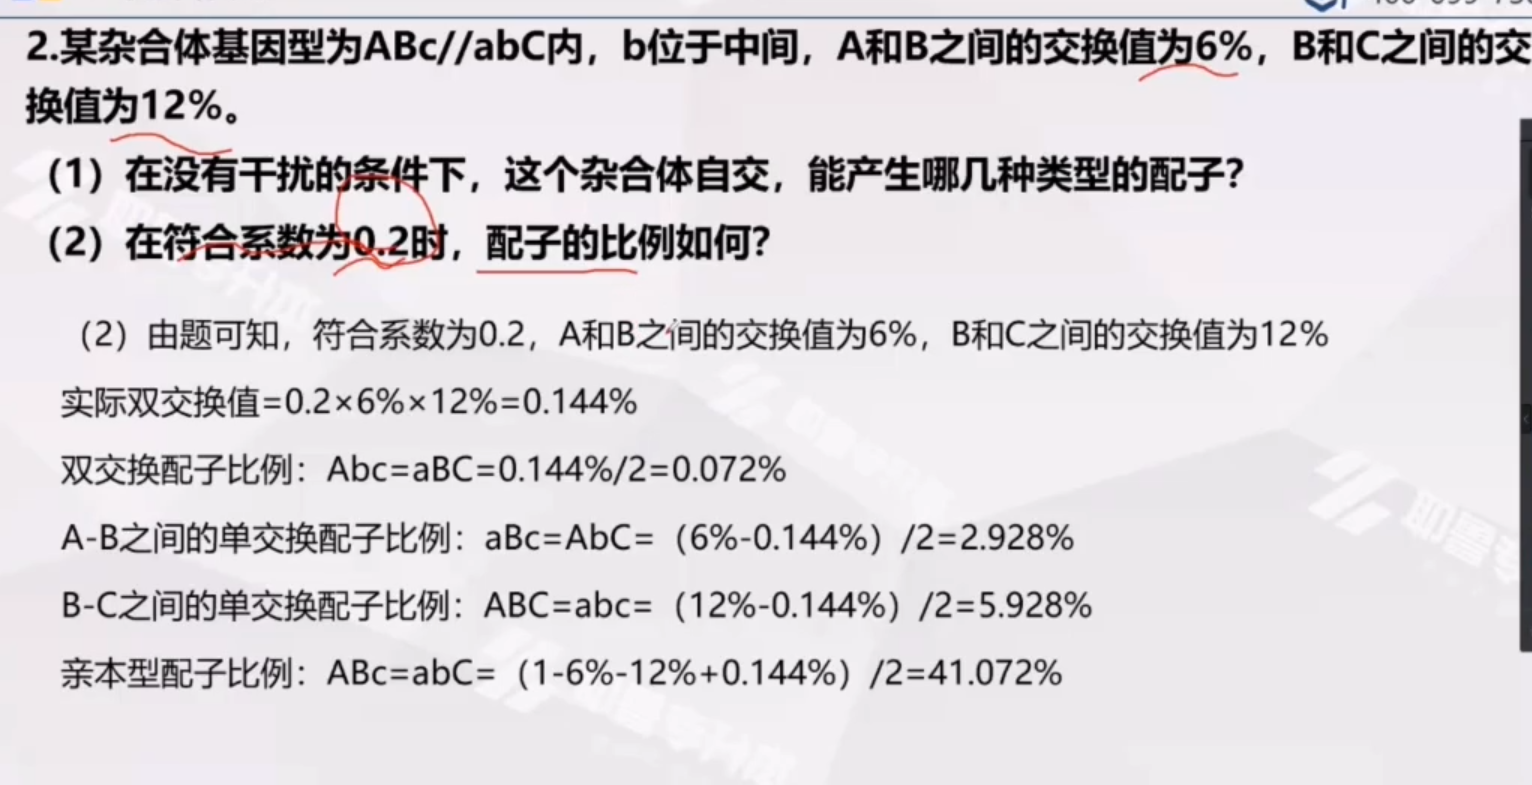 2.某杂合体基因型为ABc//abC内，b位于中间，A和B之间的交换值为6%，B和C之间的交
换值为12%。
（1）在没有干扰的条件下，这个杂合体自交，能产生哪几种类型的配子？
（2）在符合系数为0.2时，配子的比例如何？
（2）由题可知，符合系数为0.2，A和B之间的交换值为6%，B和C之间的交换值为12%
实际双交换值=0.2×6%×12%=0.144%
双交换配子比例：Abc=aBC=0.144%/2=0.072%
A-B之间的单交换配子比例：aBc=AbC=（6%-0.144%）/2=2.928%
B-C之间的单交换配子比例：ABC=abc=（12%-0.144%）/2=5.928%
亲本型配子比例：ABc=abC=（1-6%-12%+0.144%）/2=41.072%